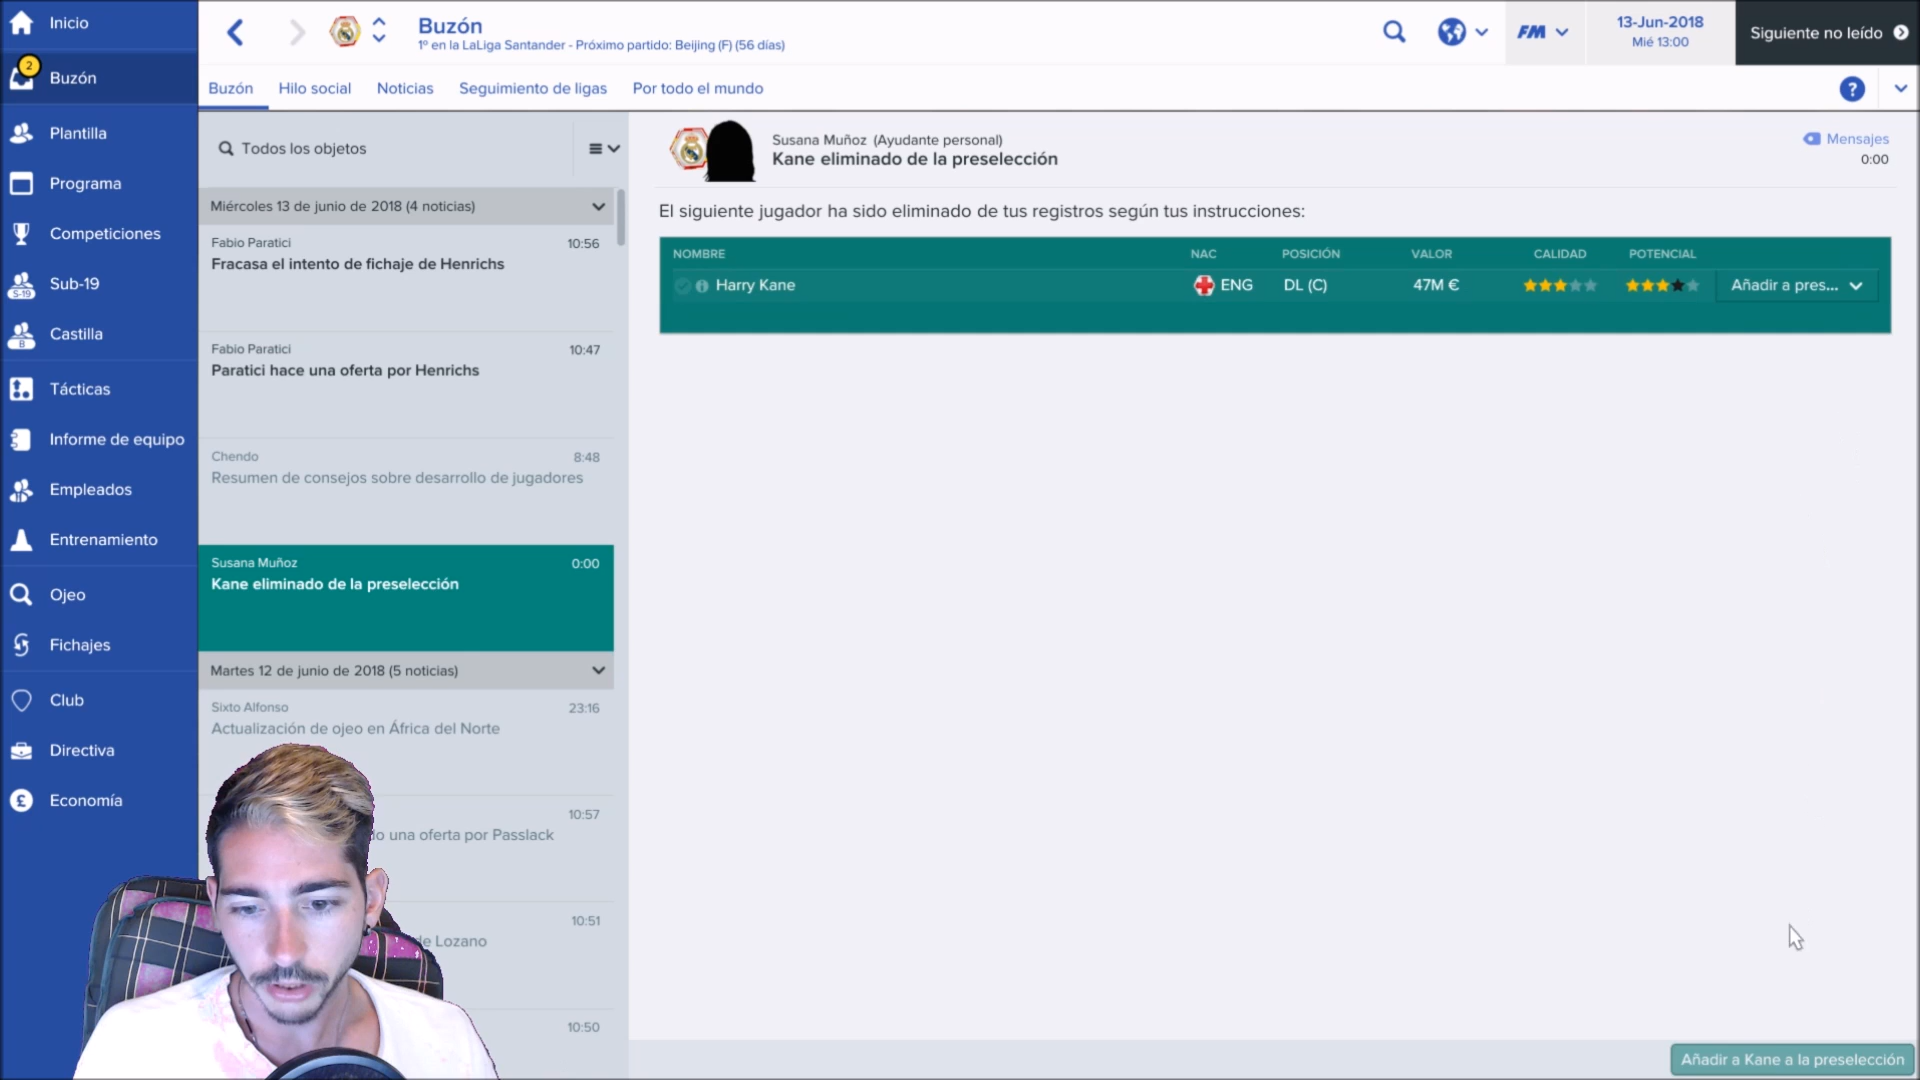 Inicio
2
Buzón
Plantilla
Programa
Competiciones
S-19
Sub-19
B
Castilla
Tácticas
Informe de equipo
Empleados
Entrenamiento
Ojeo
Fichajes
Club
Directiva
£
Economía
Buzón
1º en la LaLiga Santander - Próximo partido: Beijing (F) (56 días)
FM
13-Jun-2018
Mié 13:00
Siguiente no leído
Buzón
Hilo social
Noticias
Seguimiento de ligas
Por todo el mundo
?
Todos los objetos
Miércoles 13 de junio de 2018 (4 noticias)
Fabio Paratici 10:56
Fracasa el intento de fichaje de Henrichs
Fabio Paratici 10:47
Paratici hace una oferta por Henrichs
Chendo 8:48
Resumen de consejos sobre desarrollo de jugadores
Susana Muñoz 0:00
Kane eliminado de la preselección
Martes 12 de junio de 2018 (5 noticias)
Sixto Alfonso 23:16
Actualización de ojeo en África del Norte
10:57
una oferta por Passlack
10:51
de Lozano
10:50
Susana Muñoz (Ayudante personal)
Kane eliminado de la preselección
Mensajes
0:00
El siguiente jugador ha sido eliminado de tus registros según tus instrucciones:
NOMBRE NAC POSICIÓN VALOR CALIDAD POTENCIAL
Harry Kane ENG DL (C) 47M € Añadir a pres...
Añadir a Kane a la preselección